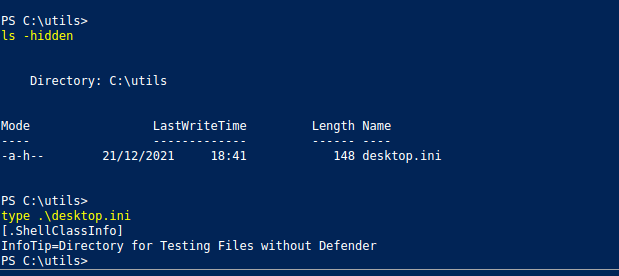 PS C:\utils>
ls -hidden
Directory: C:\utils
Mode LastWriteTime Length Name
---- ------------- ------ ----
-a-h-- 21/12/2021 18:41 148 desktop.ini
PS C:\utils>
type .\desktop.ini
[.ShellClassInfo]
InfoTip=Directory for Testing Files without Defender
PS C:\utils>